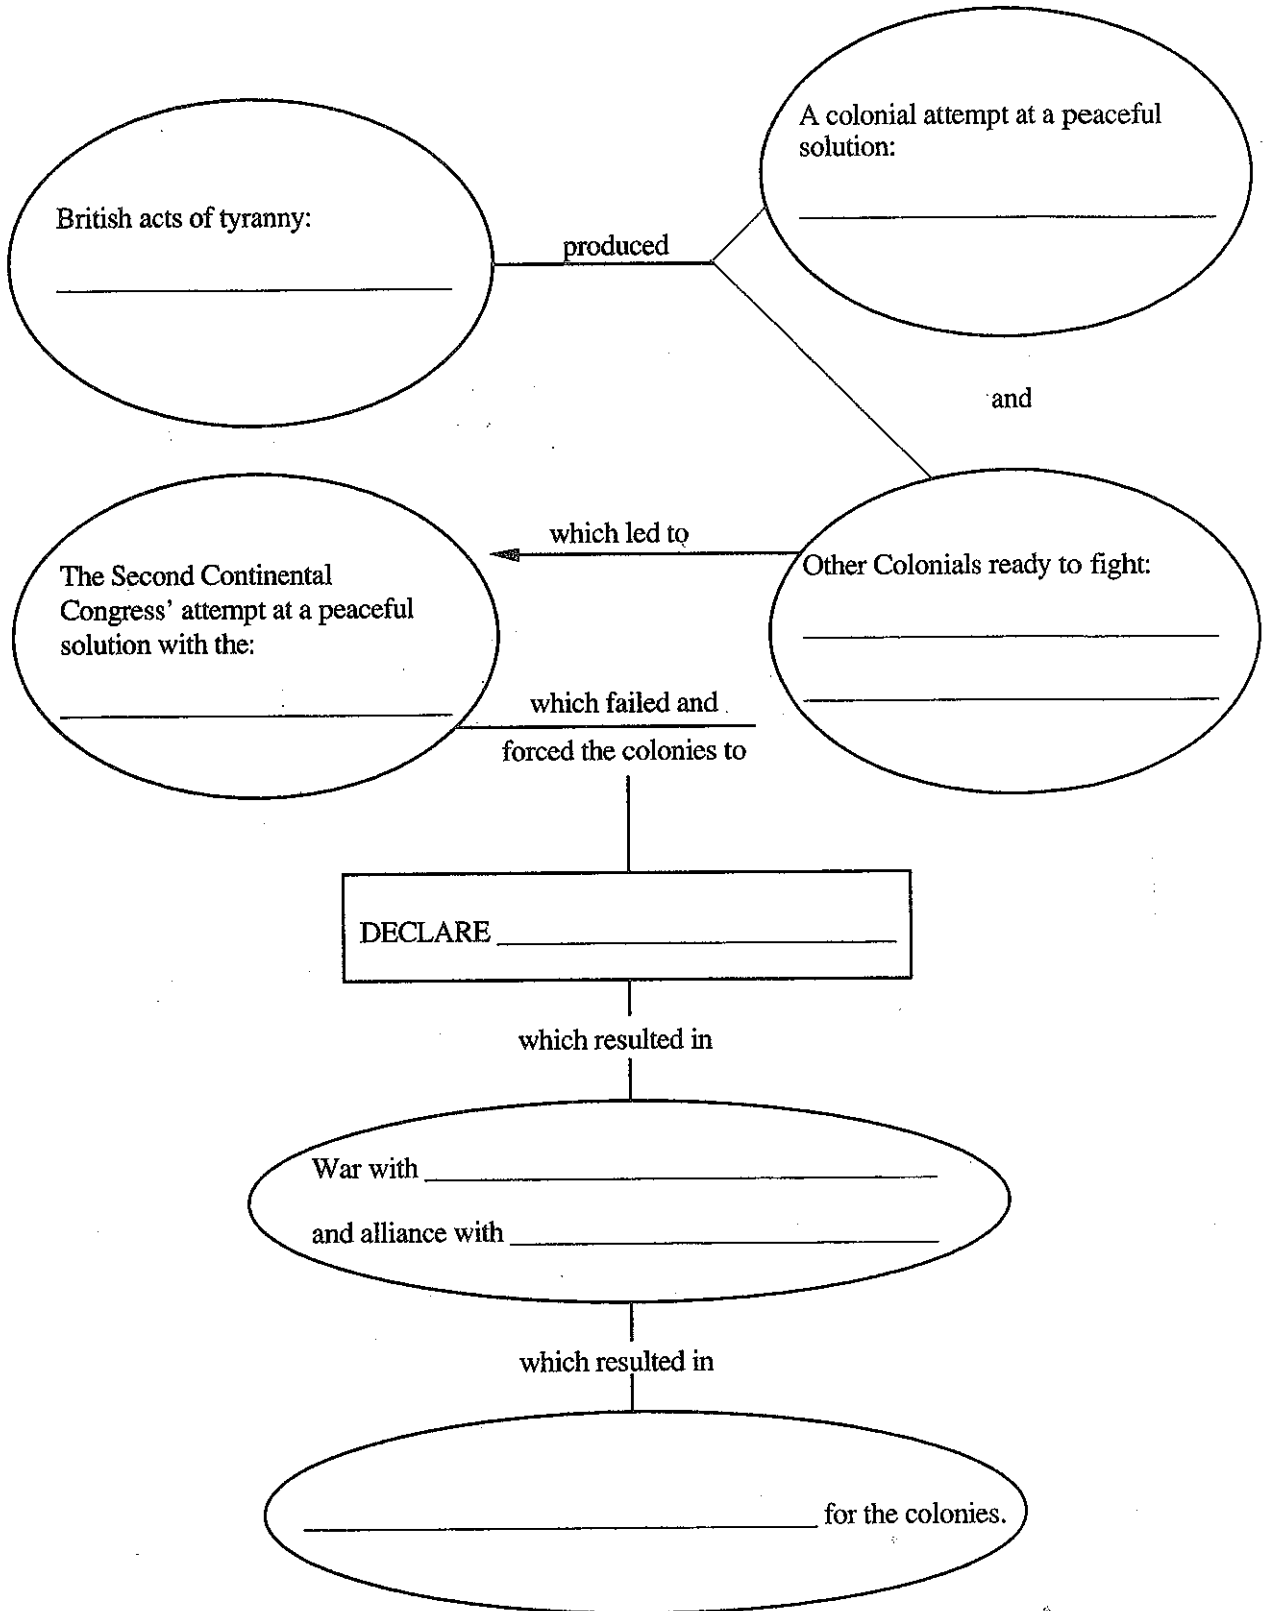 A colonial attempt at a peaceful
solution:
British acts of tyranny:
produced
and
which led to
Other Colonials ready to fight:
The Second Continental
Congress’ attempt at a peaceful
solution with the:
which failed and
forced the colonies to
DECLARE
which resulted in
War with
and alliance with
which resulted in
for the colonies.